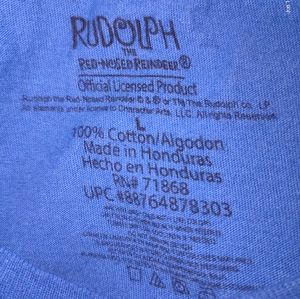 RUDOLPH
THE
RED-NOSED REINDEER®
Official Licensed Product
Rudolph the Red-Nosed Reindeer © & ® or TM The Rudolph co. LP.
All elements under license to Character Arts, LLC. All rights Reserved.
L
100% Cotton/Algodon
Made in Honduras
Hecho en Honduras
RN# 71868
UPC #88764878303